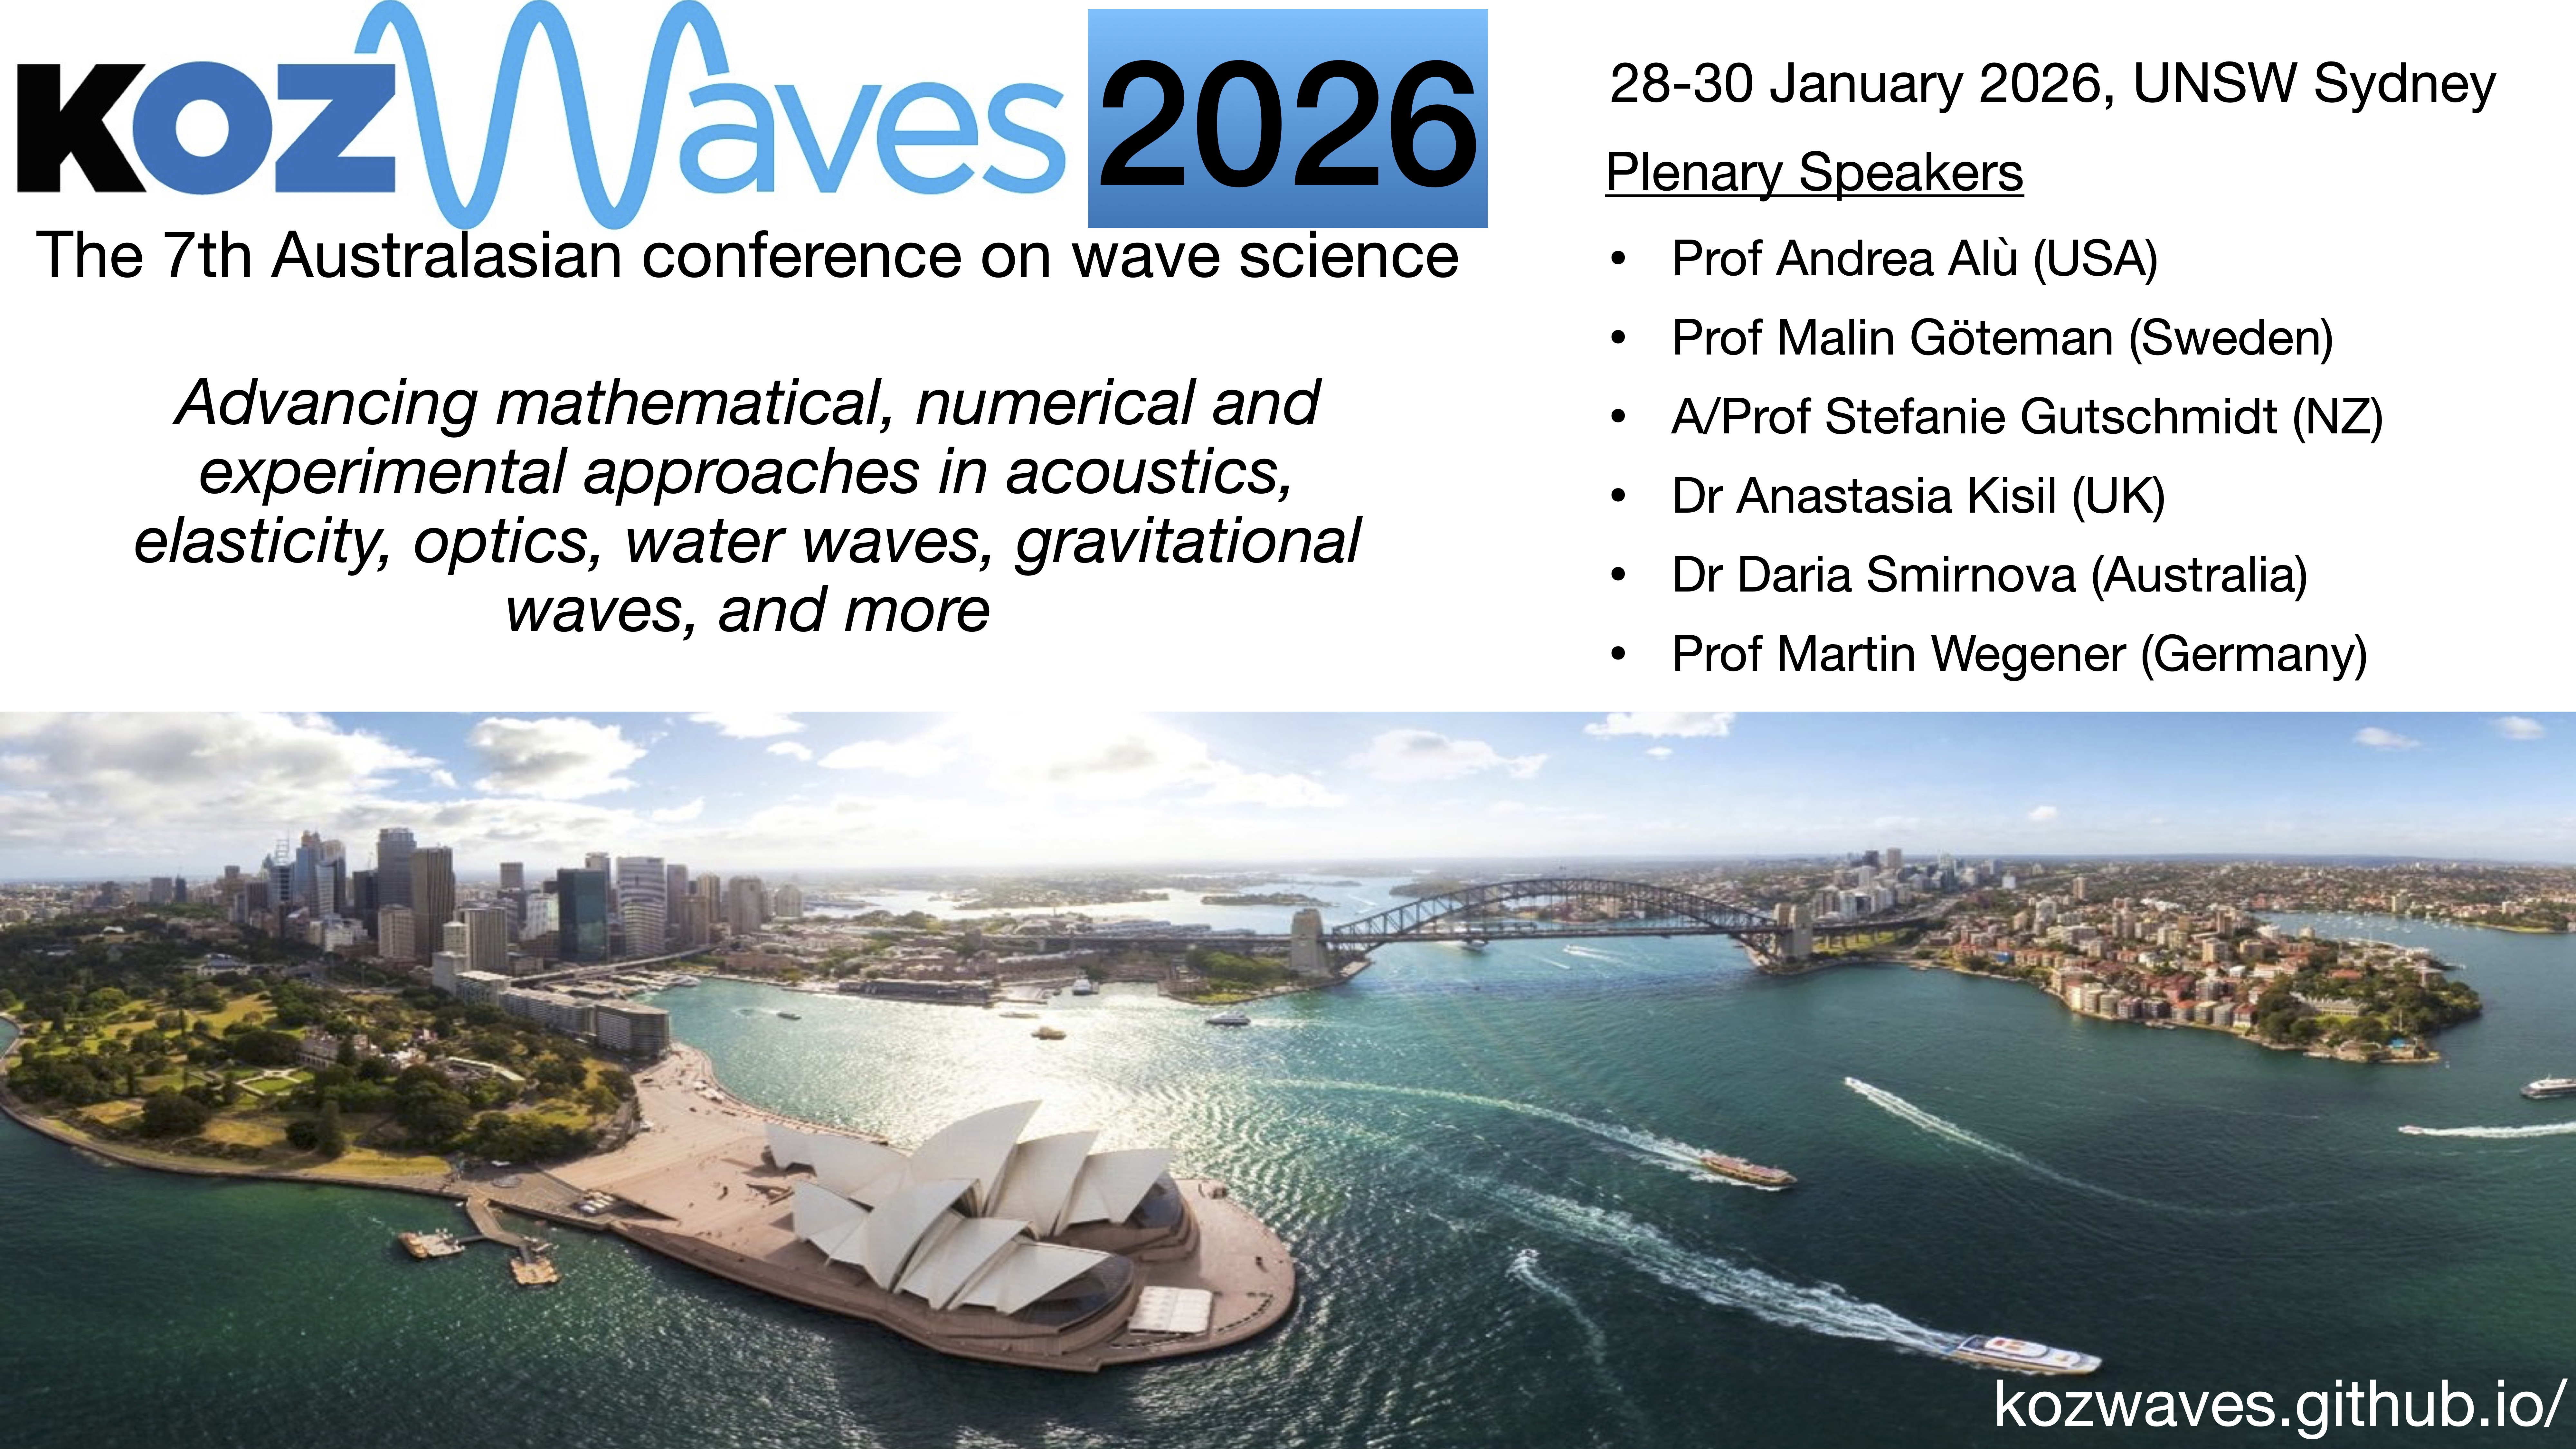 KOZWaves 2026
The 7th Australasian conference on wave science
Advancing mathematical, numerical and
experimental approaches in acoustics,
elasticity, optics, water waves, gravitational
waves, and more
28-30 January 2026, UNSW Sydney
Plenary Speakers
• Prof Andrea Alù (USA)
• Prof Malin Göteman (Sweden)
• A/Prof Stefanie Gutschmidt (NZ)
• Dr Anastasia Kisil (UK)
• Dr Daria Smirnova (Australia)
• Prof Martin Wegener (Germany)
kozwaves.github.io/